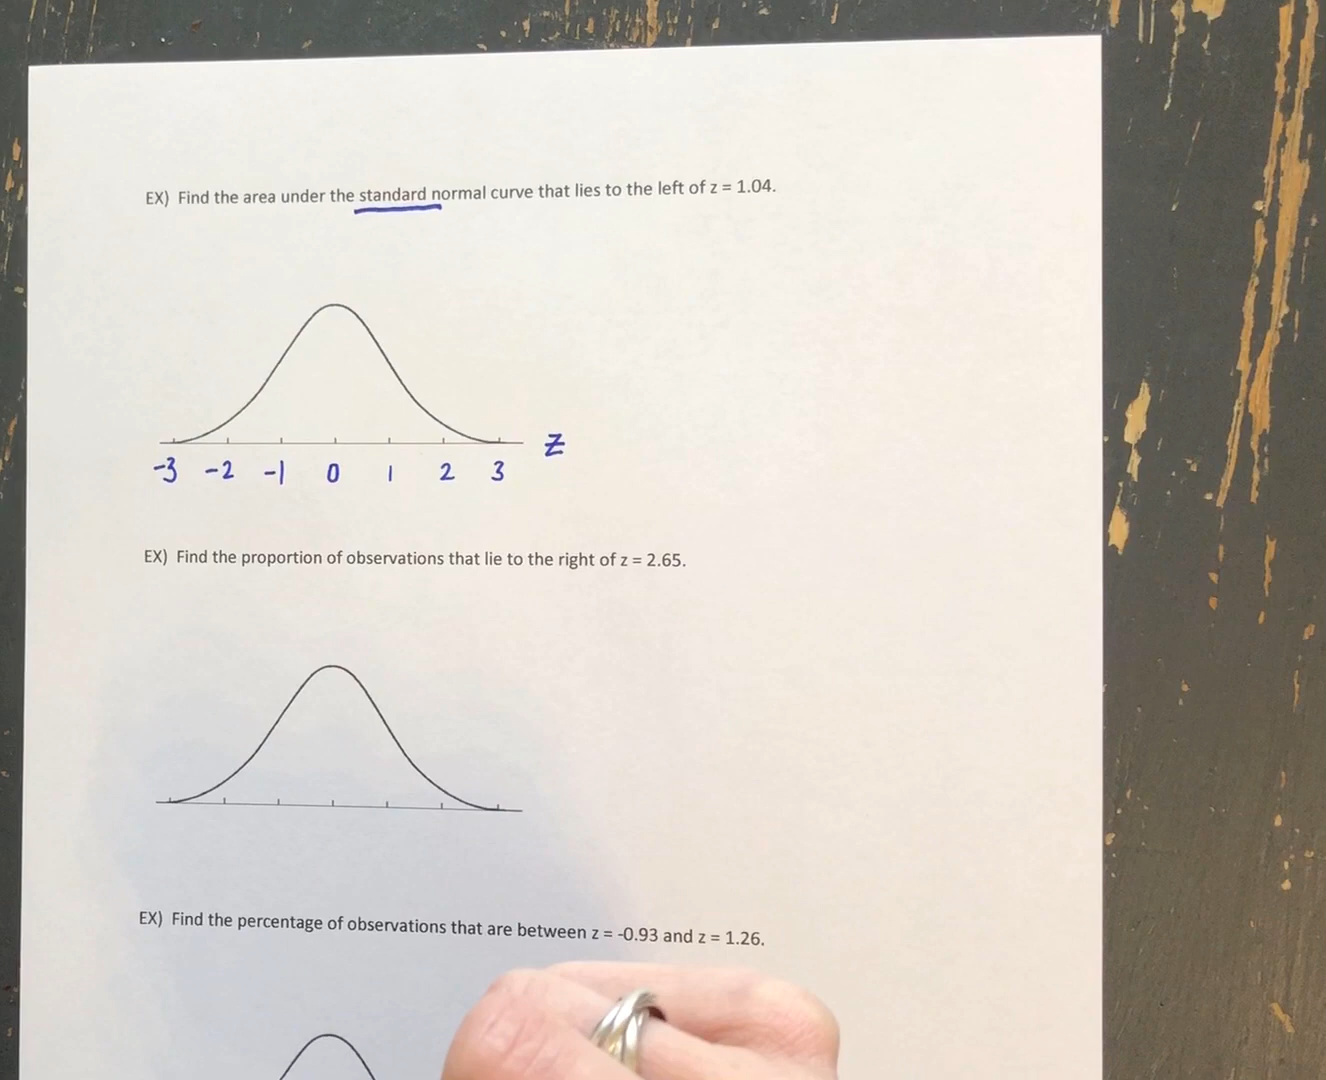 EX) Find the area under the standard normal curve that lies to the left of z = 1.04.
-3 -2 -1 0 1 2 3 z
EX) Find the proportion of observations that lie to the right of z = 2.65.
EX) Find the percentage of observations that are between z = -0.93 and z = 1.26.